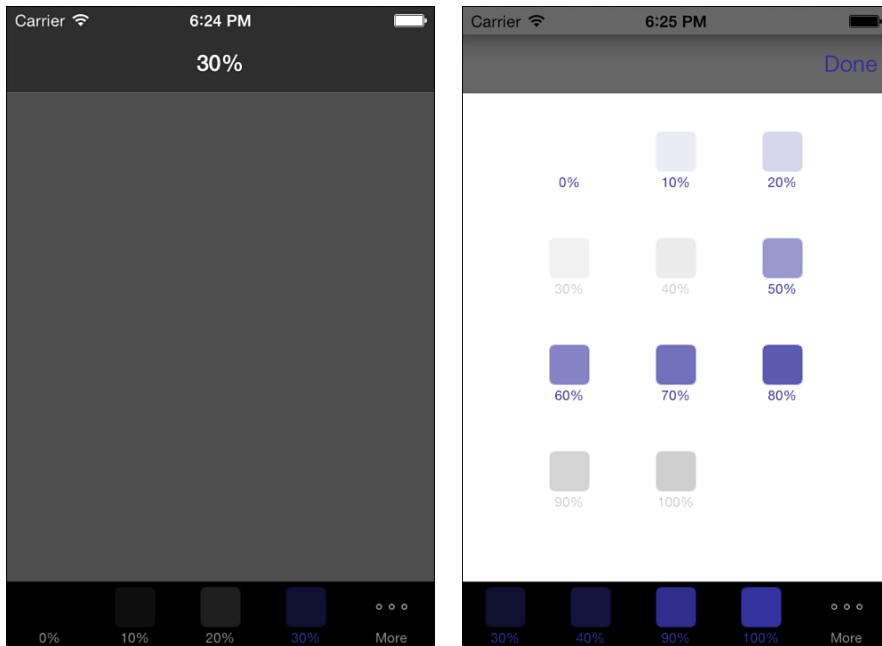 Carrier 6:24 PM
30%
0% 10% 20% 30% More
Carrier 6:25 PM
Done
0% 10% 20%
30% 40% 50%
60% 70% 80%
90% 100%
30% 40% 90% 100% More